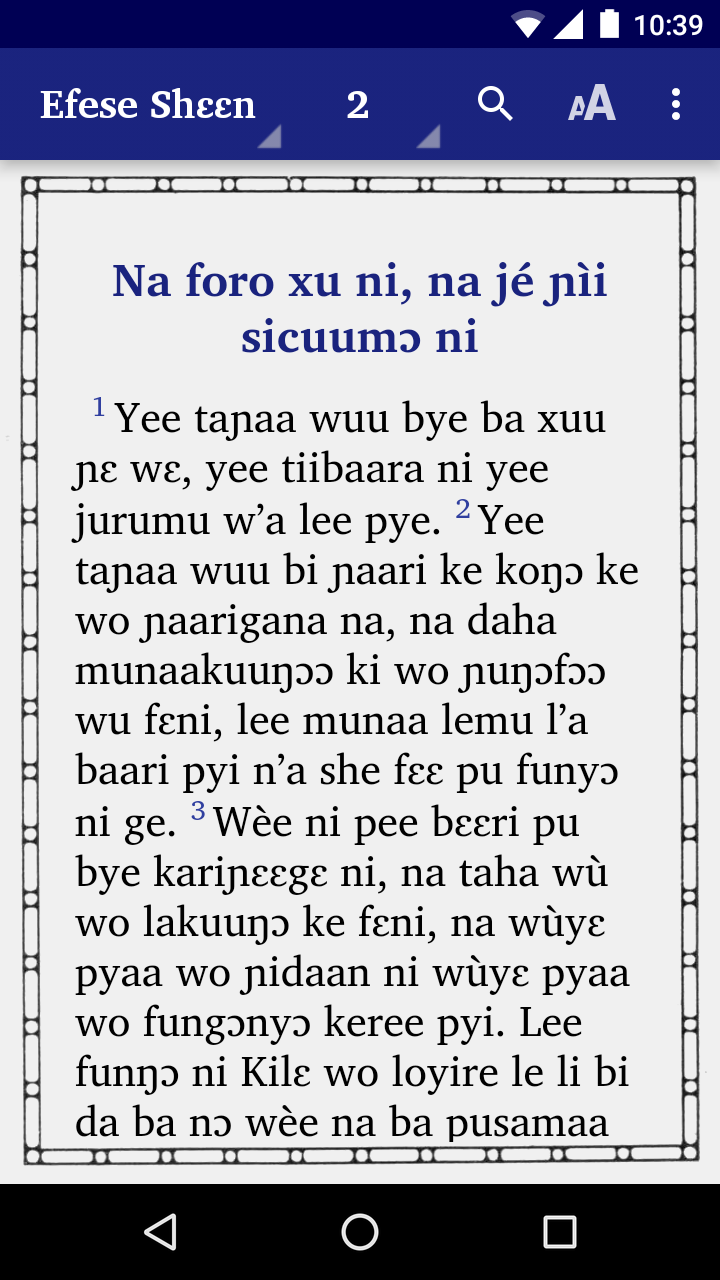 10:39
Efese Shɛɛn 2 AA
Na foro xu ni, na jé ɲìi
sicuumɔ ni
1 Yee taɲaa wuu bye ba xuu
ɲɛ wɛ, yee tiibaara ni yee
jurumu w’a lee pye. 2 Yee
taɲaa wuu bi ɲaari ke koŋɔ ke
wo ɲaarigana na, na daha
munaakuuŋɔɔ ki wo ɲuŋɔfɔɔ
wu fɛni, lee munaa lemu l’a
baari pyi n’a she fɛɛ pu funyɔ
ni ge. 3 Wèe ni pee bɛɛri pu
bye kariɲɛɛgɛ ni, na taha wù
wo lakuuŋɔ ke fɛni, na wùyɛ
pyaa wo ɲidaan ni wùyɛ pyaa
wo fungɔnyɔ keree pyi. Lee
funŋɔ ni Kilɛ wo loyire le li bi
da ba nɔ wèe na ba pusamaa